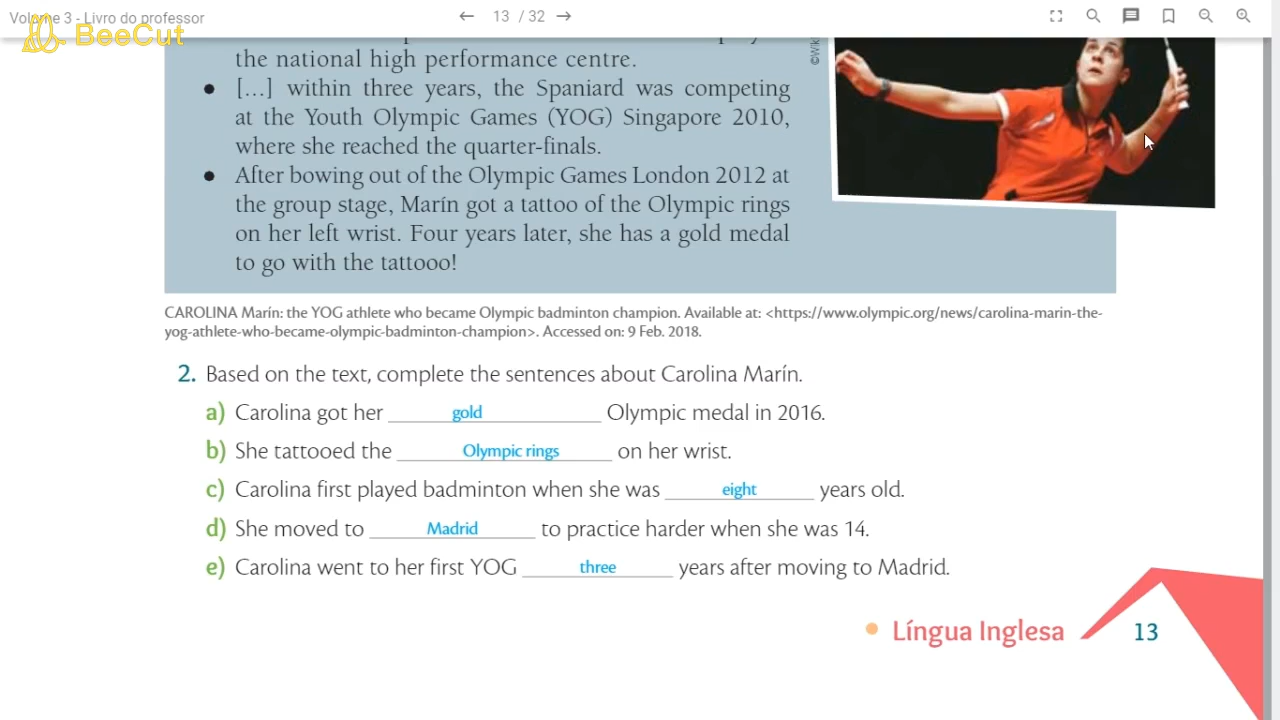 Volume 3 - Livro do professor
13 / 32
BeeCut
the national high performance centre.
● […] within three years, the Spaniard was competing
at the Youth Olympic Games (YOG) Singapore 2010,
where she reached the quarter-finals.
● After bowing out of the Olympic Games London 2012 at
the group stage, Marín got a tattoo of the Olympic rings
on her left wrist. Four years later, she has a gold medal
to go with the tattooo!
CAROLINA Marín: the YOG athlete who became Olympic badminton champion. Available at: <https://www.olympic.org/news/carolina-marin-the-
yog-athlete-who-became-olympic-badminton-champion>. Accessed on: 9 Feb. 2018.
2. Based on the text, complete the sentences about Carolina Marín.
a) Carolina got her gold Olympic medal in 2016.
b) She tattooed the Olympic rings on her wrist.
c) Carolina first played badminton when she was eight years old.
d) She moved to Madrid to practice harder when she was 14.
e) Carolina went to her first YOG three years after moving to Madrid.
Língua Inglesa 13